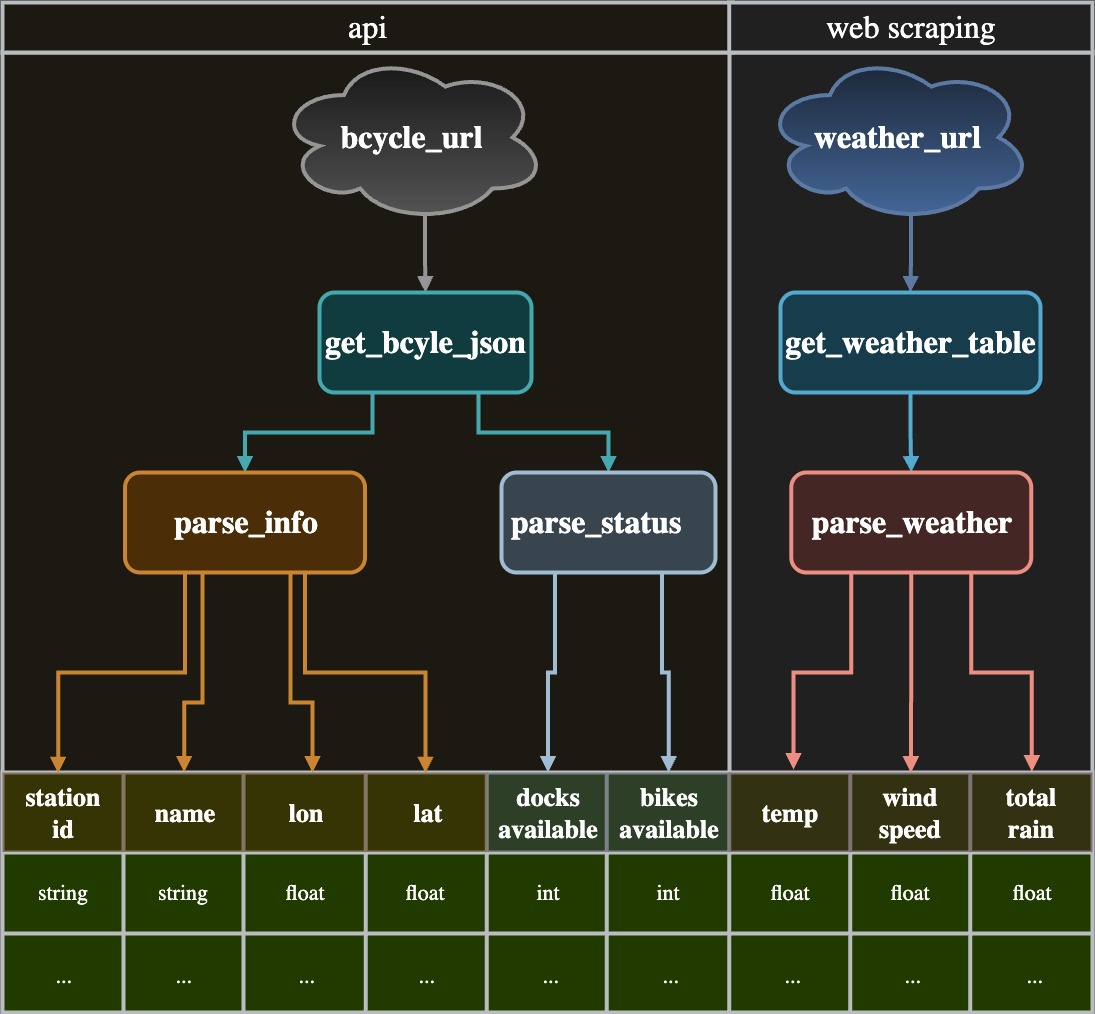 api
web scraping
bcycle_url
weather_url
get_bcyle_json
get_weather_table
parse_info
parse_status
parse_weather
station
id
name
lon
lat
docks
available
bikes
available
temp
wind
speed
total
rain
string
string
float
float
int
int
float
float
float
...
...
...
...
...
...
...
...
...